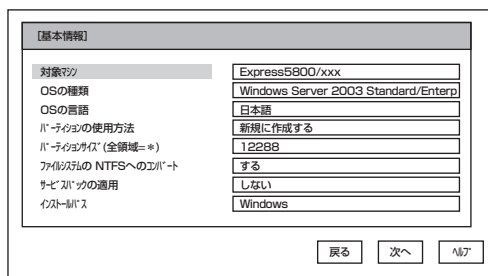 [基本情報]
対象ﾏｼﾝ Express5800/xxx
OSの種類 Windows Server 2003 Standard/Enterp
OSの言語 日本語
ﾊﾟｰﾃｨｼｮﾝの使用方法 新規に作成する
ﾊﾟｰﾃｨｼｮﾝｻｲｽﾞ(全領域=*) 12288
ﾌｧｲﾙｼｽﾃﾑの NTFSへのｺﾝﾊﾞｰﾄ する
ｻｰﾋﾞｽﾊﾟｯｸの適用 しない
ｲﾝｽﾄｰﾙﾊﾟｽ Windows
戻る 次へ ﾍﾙﾌﾟ